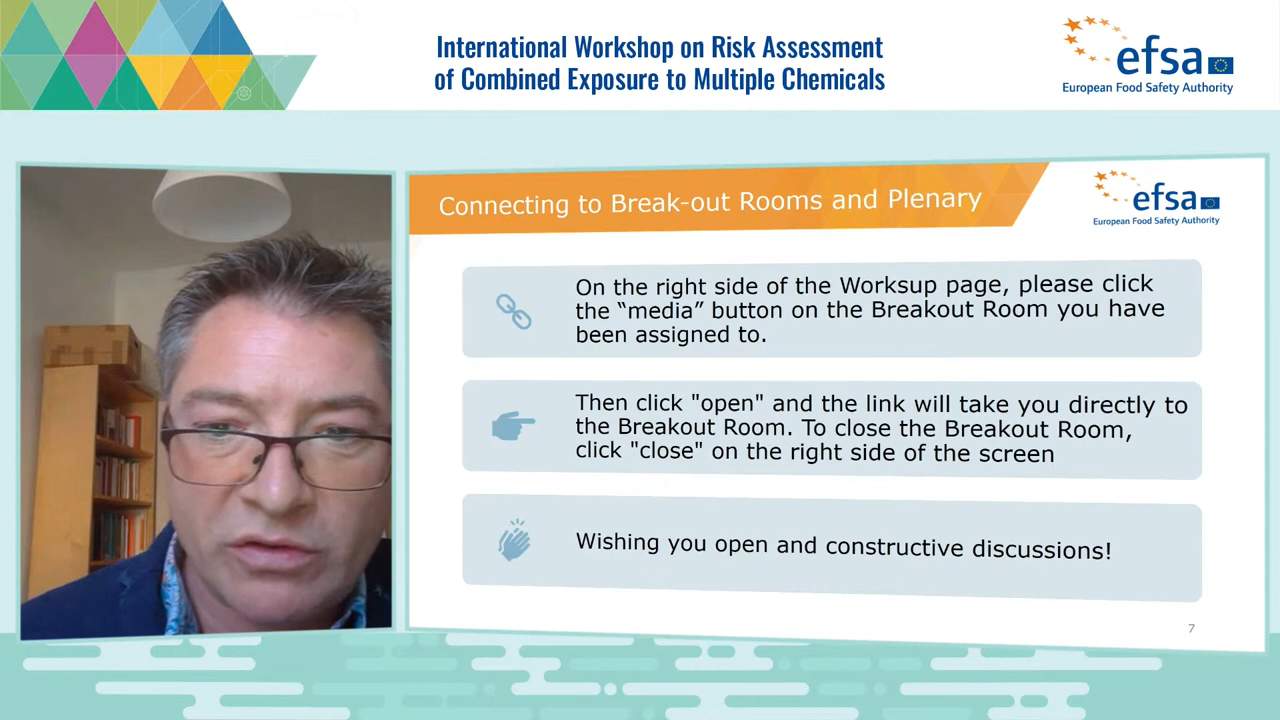 International Workshop on Risk Assessment
of Combined Exposure to Multiple Chemicals
efsa
European Food Safety Authority
Connecting to Break-out Rooms and Plenary
efsa
European Food Safety Authority
On the right side of the Worksup page, please click
the “media” button on the Breakout Room you have
been assigned to.
Then click "open" and the link will take you directly to
the Breakout Room. To close the Breakout Room,
click "close" on the right side of the screen
Wishing you open and constructive discussions!
7